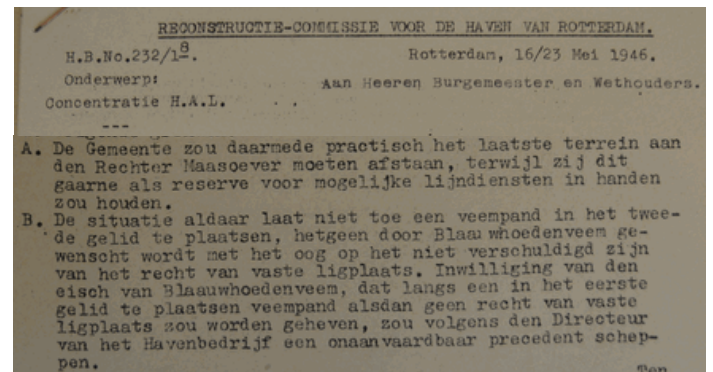 RECONSTRUCTIE-COMMISSIE VOOR DE HAVEN VAN ROTTERDAM.
H.B.No.232/18.
Rotterdam, 16/23 Mei 1946.
Onderwerp:
Aan Heeren Burgemeester en Wethouders.
Concentratie H.A.L. . .
---
A. De Gemeente zou daarmede practisch het laatste terrein aan
den Rechter Maasoever moeten afstaan, terwijl zij dit
gaarne als reserve voor mogelijke lijndiensten in handen
zou houden.
B. De situatie aldaar laat niet toe een veempand in het twee-
de gelid te plaatsen, hetgeen door Blaauwhoedenveem ge-
wenscht wordt met het oog op het niet verschuldigd zijn
van het recht van vaste ligplaats. Inwilliging van den
eisch van Blaauwhoedenveem, dat langs een in het eerste
gelid te plaatsen veempand alsdan geen recht van vaste
ligplaats zou worden geheven, zou volgens den Directeur
van het Havenbedrijf een onaanvaardbaar precedent schep-
pen.